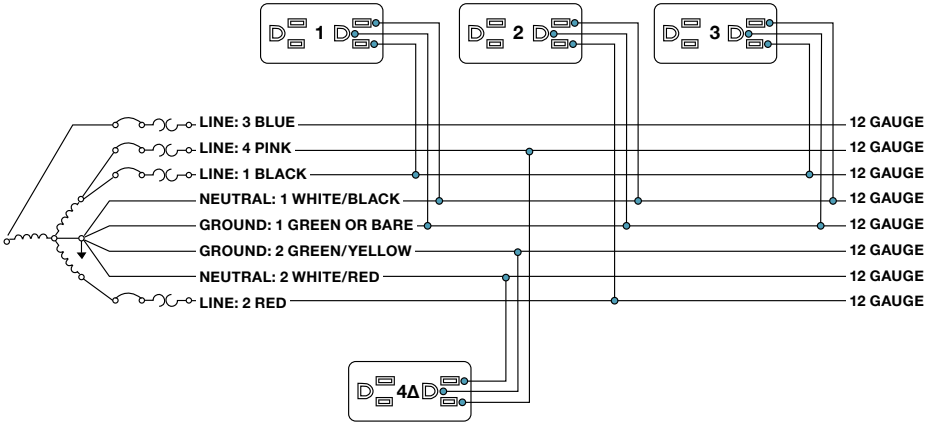 1
2
3
LINE: 3 BLUE 12 GAUGE
LINE: 4 PINK 12 GAUGE
LINE: 1 BLACK 12 GAUGE
NEUTRAL: 1 WHITE/BLACK 12 GAUGE
GROUND: 1 GREEN OR BARE 12 GAUGE
GROUND: 2 GREEN/YELLOW 12 GAUGE
NEUTRAL: 2 WHITE/RED 12 GAUGE
LINE: 2 RED 12 GAUGE
4Δ